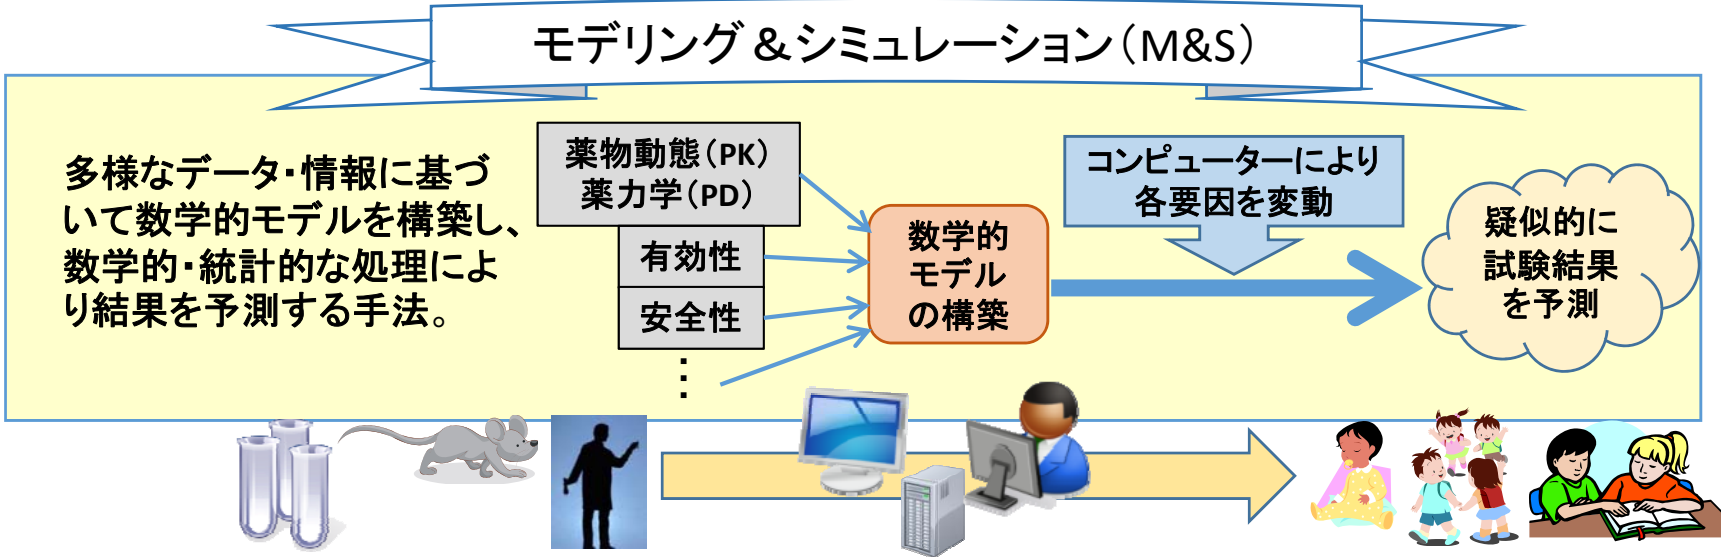 モデリング&シミュレーション（M&S）
多様なデータ・情報に基づ
いて数学的モデルを構築し、
数学的・統計的な処理によ
り結果を予測する手法。
薬物動態（PK）
薬力学（PD）
有効性
安全性
⋮
数学的
モデル
の構築
コンピューターにより
各要因を変動
疑似的に
試験結果
を予測